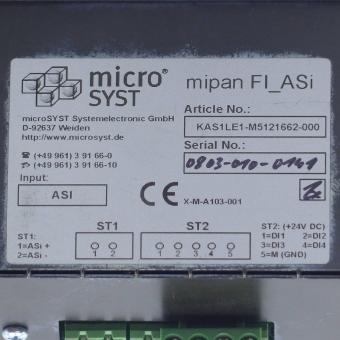 micro
SYST
mipan FI_ASi
microSYST Systemelectronic GmbH
D-92637 Weiden
http://www.microsyst.de
Article No.:
KAS1LE1-M5121662-000
Serial No.:
0803-010-0141
☎ (+49 961) 3 91 66-0
(+49 961) 3 91 66-10
Input:
ASI
CE
X-M-A103-001
ST1
ST2
ST1:
1=ASi +
2=ASi -
1 2
1 2 3 4 5
ST2: (+24V DC)
1=DI1 2=DI2
3=DI3 4=DI4
5=M (GND)